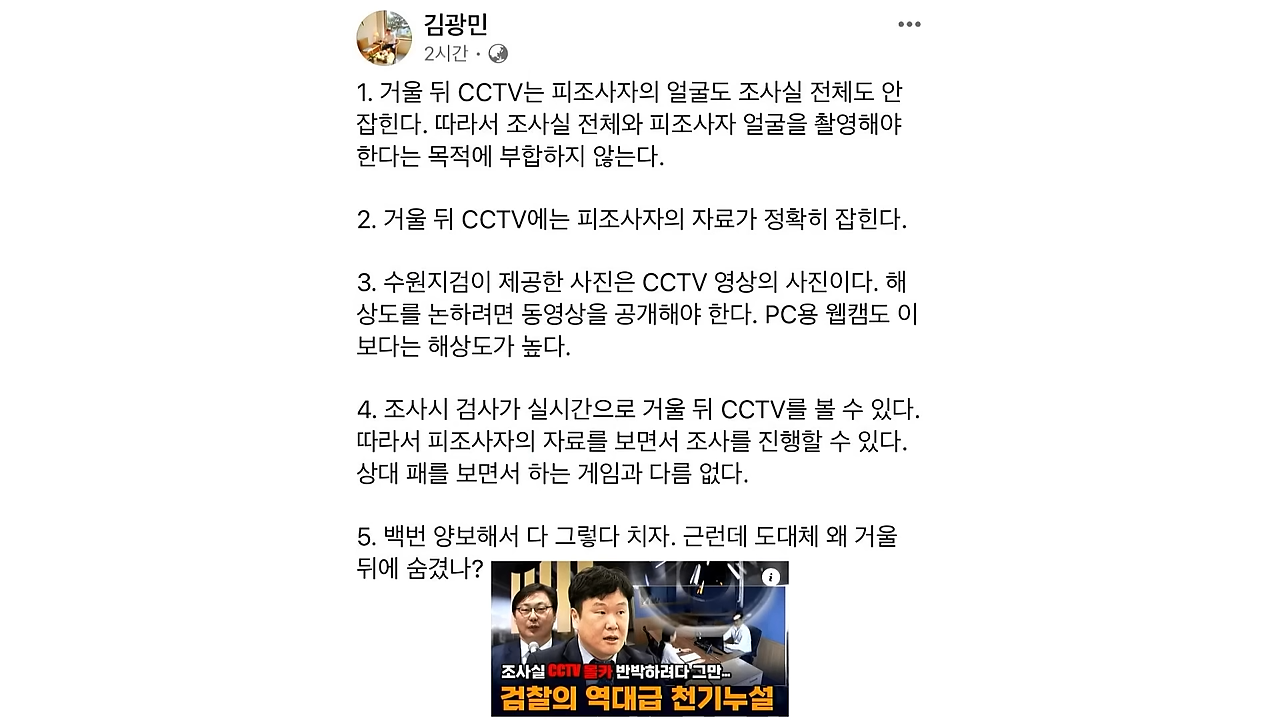 김광민
2시간 ·
1. 거울 뒤 CCTV는 피조사자의 얼굴도 조사실 전체도 안
잡힌다. 따라서 조사실 전체와 피조사자 얼굴을 촬영해야
한다는 목적에 부합하지 않는다.
2. 거울 뒤 CCTV에는 피조사자의 자료가 정확히 잡힌다.
3. 수원지검이 제공한 사진은 CCTV 영상의 사진이다. 해
상도를 논하려면 동영상을 공개해야 한다. PC용 웹캠도 이
보다는 해상도가 높다.
4. 조사시 검사가 실시간으로 거울 뒤 CCTV를 볼 수 있다.
따라서 피조사자의 자료를 보면서 조사를 진행할 수 있다.
상대 패를 보면서 하는 게임과 다름 없다.
5. 백번 양보해서 다 그렇다 치자. 근런데 도대체 왜 거울
뒤에 숨겼나?
조사실 CCTV 몰카 반박하려다 그만...
검찰의 역대급 천기누설